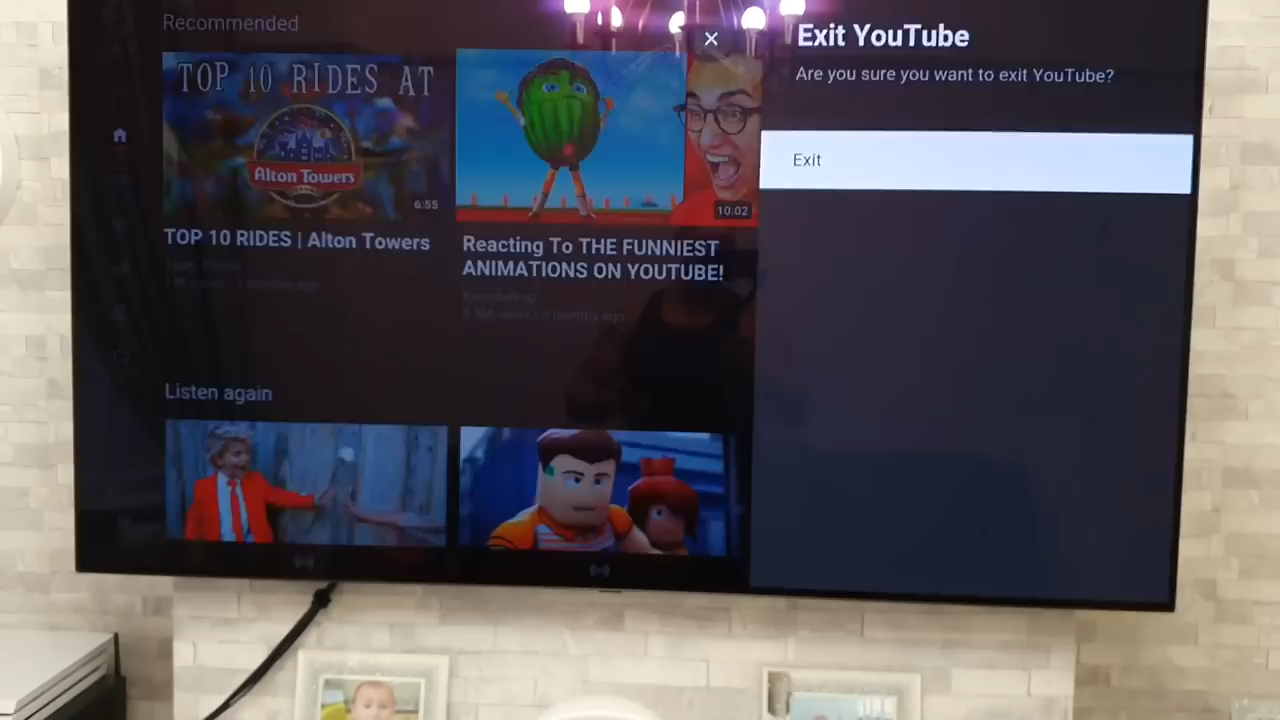 Recommended
TOP 10 RIDES AT
Alton Towers
6:55
TOP 10 RIDES | Alton Towers
10:02
Reacting To THE FUNNIEST
ANIMATIONS ON YOUTUBE!
Listen again
Exit YouTube
Are you sure you want to exit YouTube?
Exit